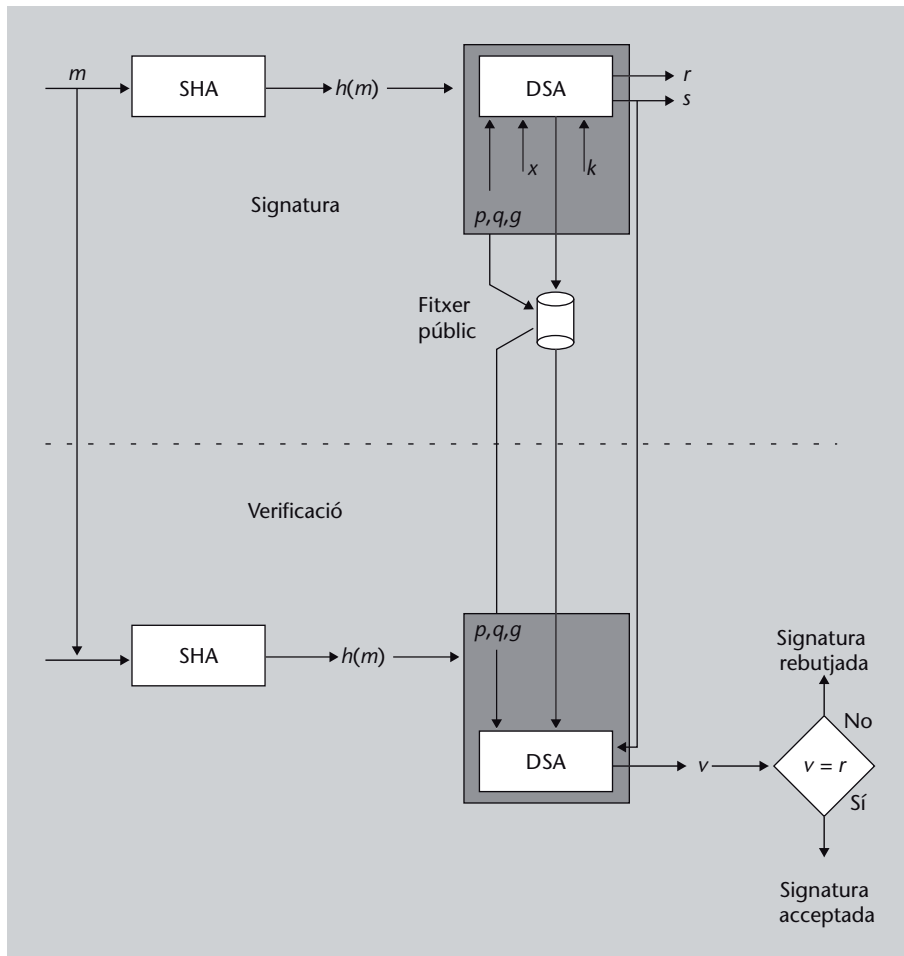 m
SHA
h(m)
DSA
r
s
x
k
p,q,g
Signatura
Fitxer
públic
Verificació
SHA
h(m)
p,q,g
DSA
v
v = r
Signatura
rebutjada
No
Sí
Signatura
acceptada